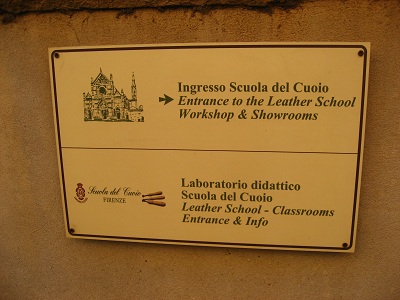 Ingresso Scuola del Cuoio
Entrance to the Leather School
Workshop & Showrooms
Scuola del Cuoio
FIRENZE
Laboratorio didattico
Scuola del Cuoio
Leather School - Classrooms
Entrance & Info